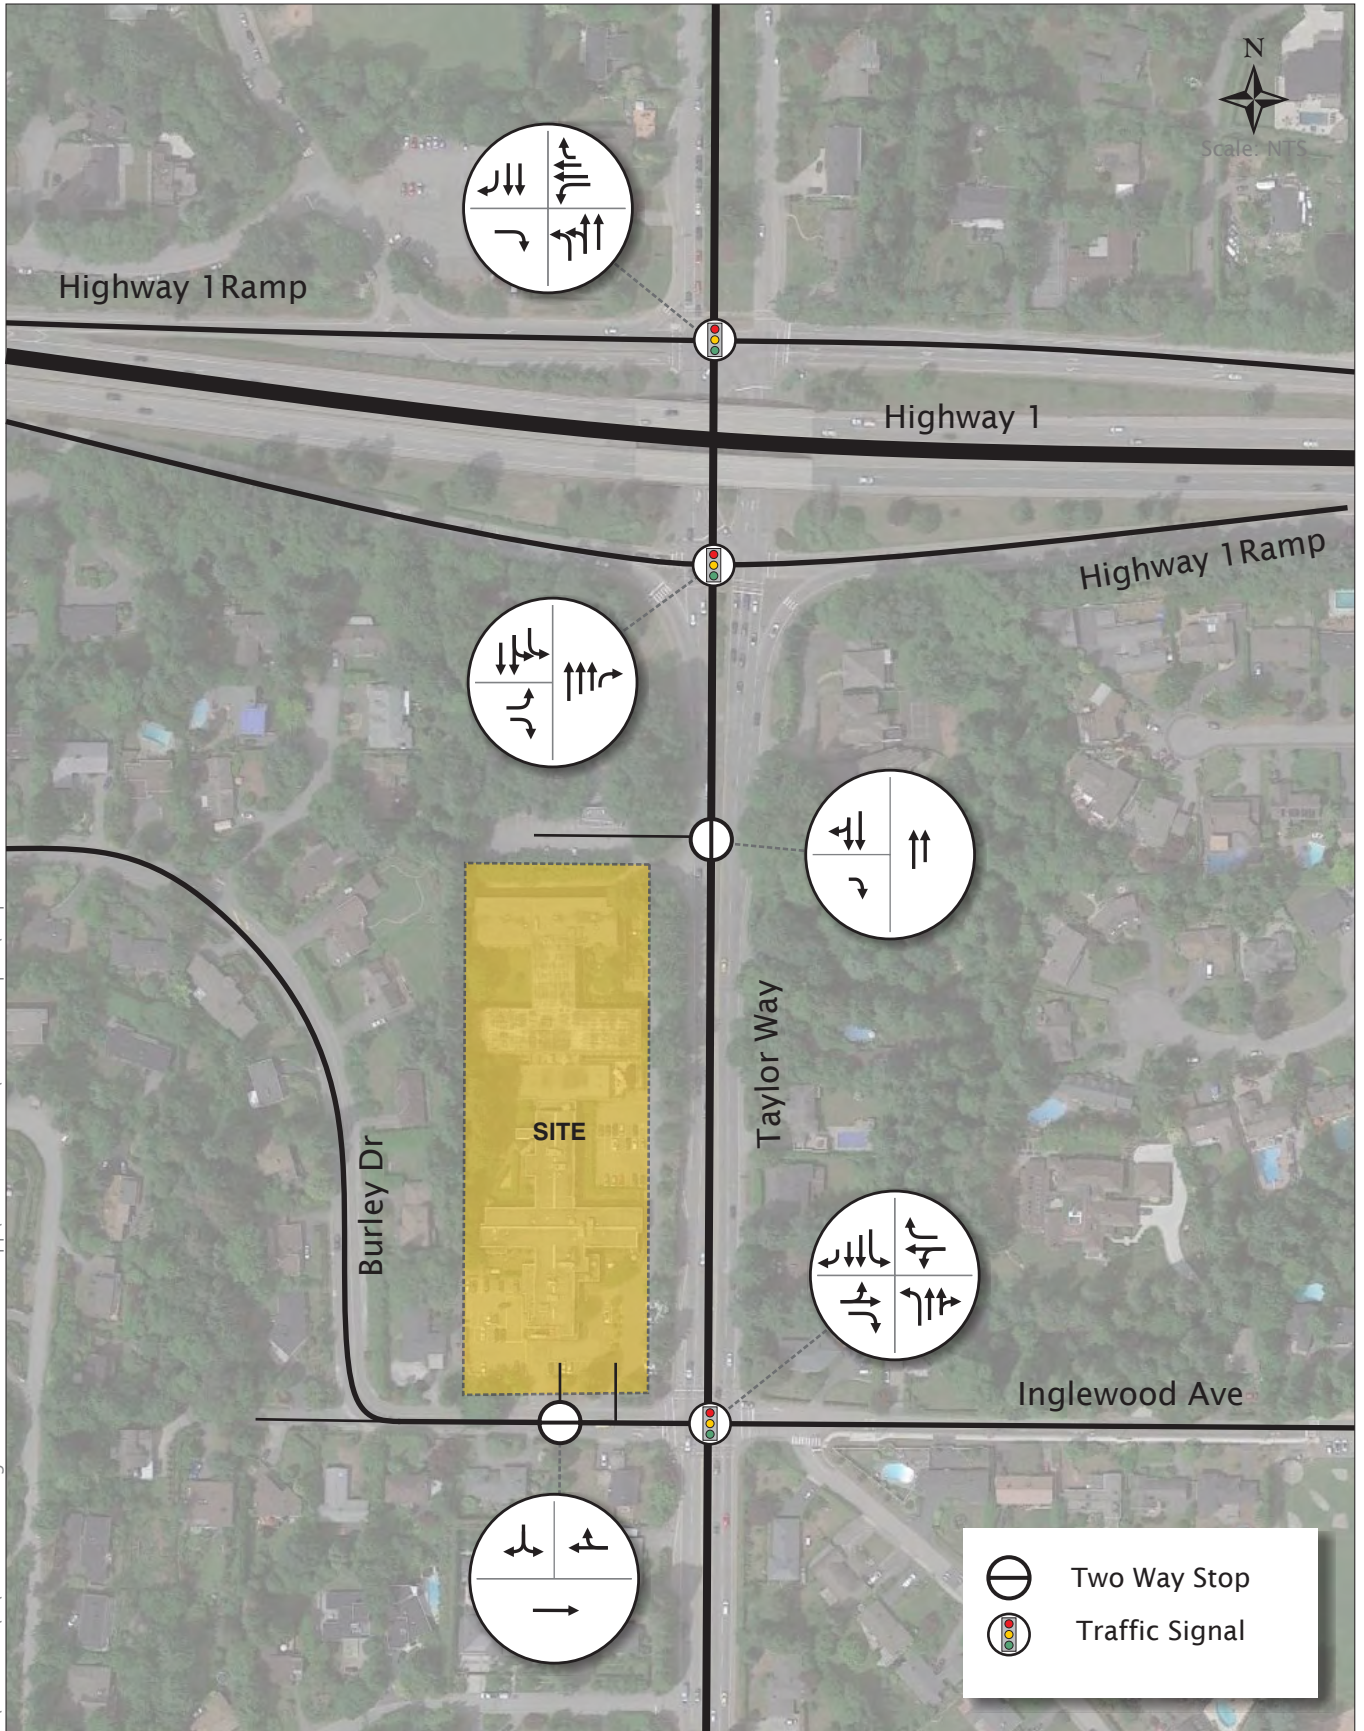 N
Scale: NTS
Highway 1Ramp
Highway 1
Highway 1Ramp
Taylor Way
SITE
Burley Dr
Inglewood Ave
Two Way Stop
Traffic Signal